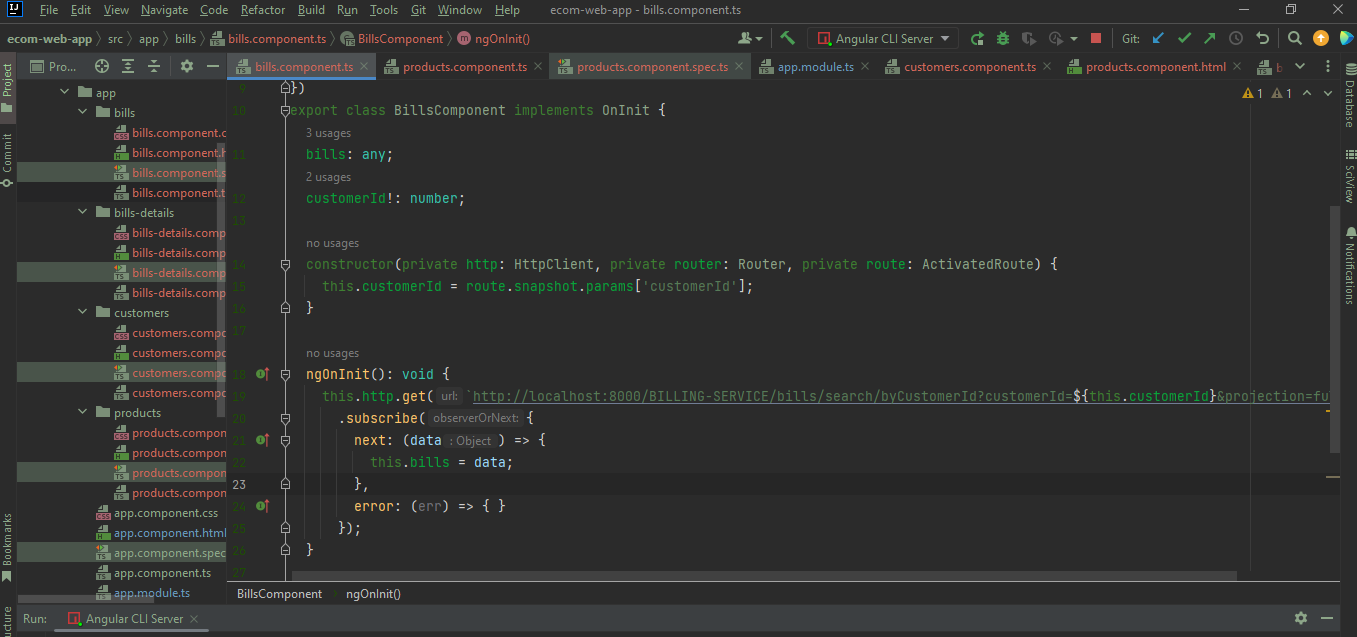 File Edit View Navigate Code Refactor Build Run Tools Git Window Help ecom-web-app - bills.component.ts
ecom-web-app src app bills bills.component.ts BillsComponent ngOnInit() Angular CLI Server Git:
Project
Pro... bills.component.ts products.component.ts products.component.spec.ts app.module.ts customers.component.ts products.component.html b
Commit
app
bills
bills.component.c
bills.component.h
bills.component.s
bills.component.t
bills-details
bills-details.comp
bills-details.comp
bills-details.comp
bills-details.comp
customers
customers.compo
customers.compo
customers.compo
customers.compo
products
products.compon
products.compon
products.compon
products.compon
app.component.css
app.component.html
app.component.spec
app.component.ts
app.module.ts
Bookmarks
ucture
1 1
9 })
10 export class BillsComponent implements OnInit {
3 usages
11 bills: any;
2 usages
12 customerId!: number;
13
no usages
14 constructor(private http: HttpClient, private router: Router, private route: ActivatedRoute) {
15 this.customerId = route.snapshot.params['customerId'];
16 }
17
no usages
18 ngOnInit(): void {
19 this.http.get( url: `http://localhost:8000/BILLING-SERVICE/bills/search/byCustomerId?customerId=${this.customerId}&projection=fu
20 .subscribe( observerOrNext: {
21 next: (data : Object ) => {
22 this.bills = data;
23 },
24 error: (err) => { }
25 });
26 }
27
Database
SciView
Notifications
BillsComponent ngOnInit()
Run: Angular CLI Server